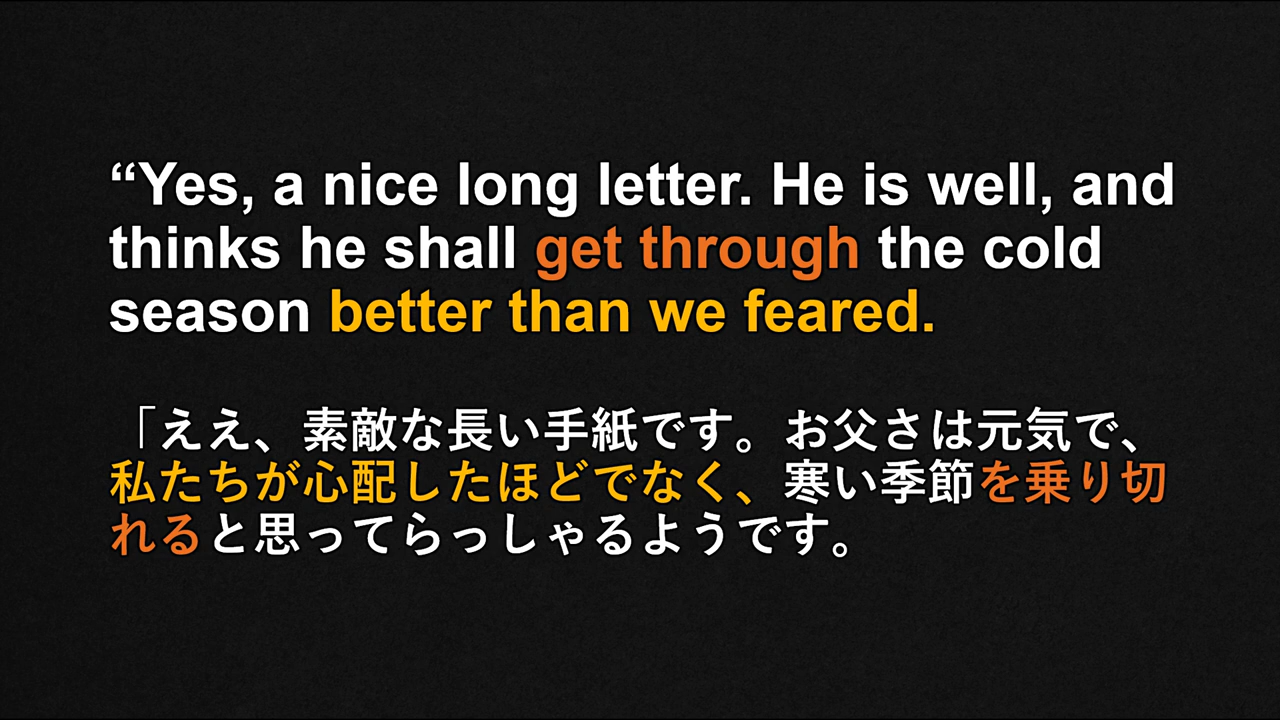 “Yes, a nice long letter. He is well, and
thinks he shall get through the cold
season better than we feared.
「ええ、素敵な長い手紙です。お父さは元気で、
私たちが心配したほどでなく、寒い季節を乗り切
れると思ってらっしゃるようです。